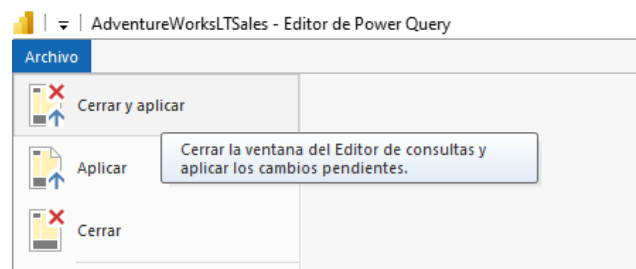 AdventureWorksLTSales - Editor de Power Query
Archivo
Cerrar y aplicar
Cerrar la ventana del Editor de consultas y
aplicar los cambios pendientes.
Aplicar
Cerrar